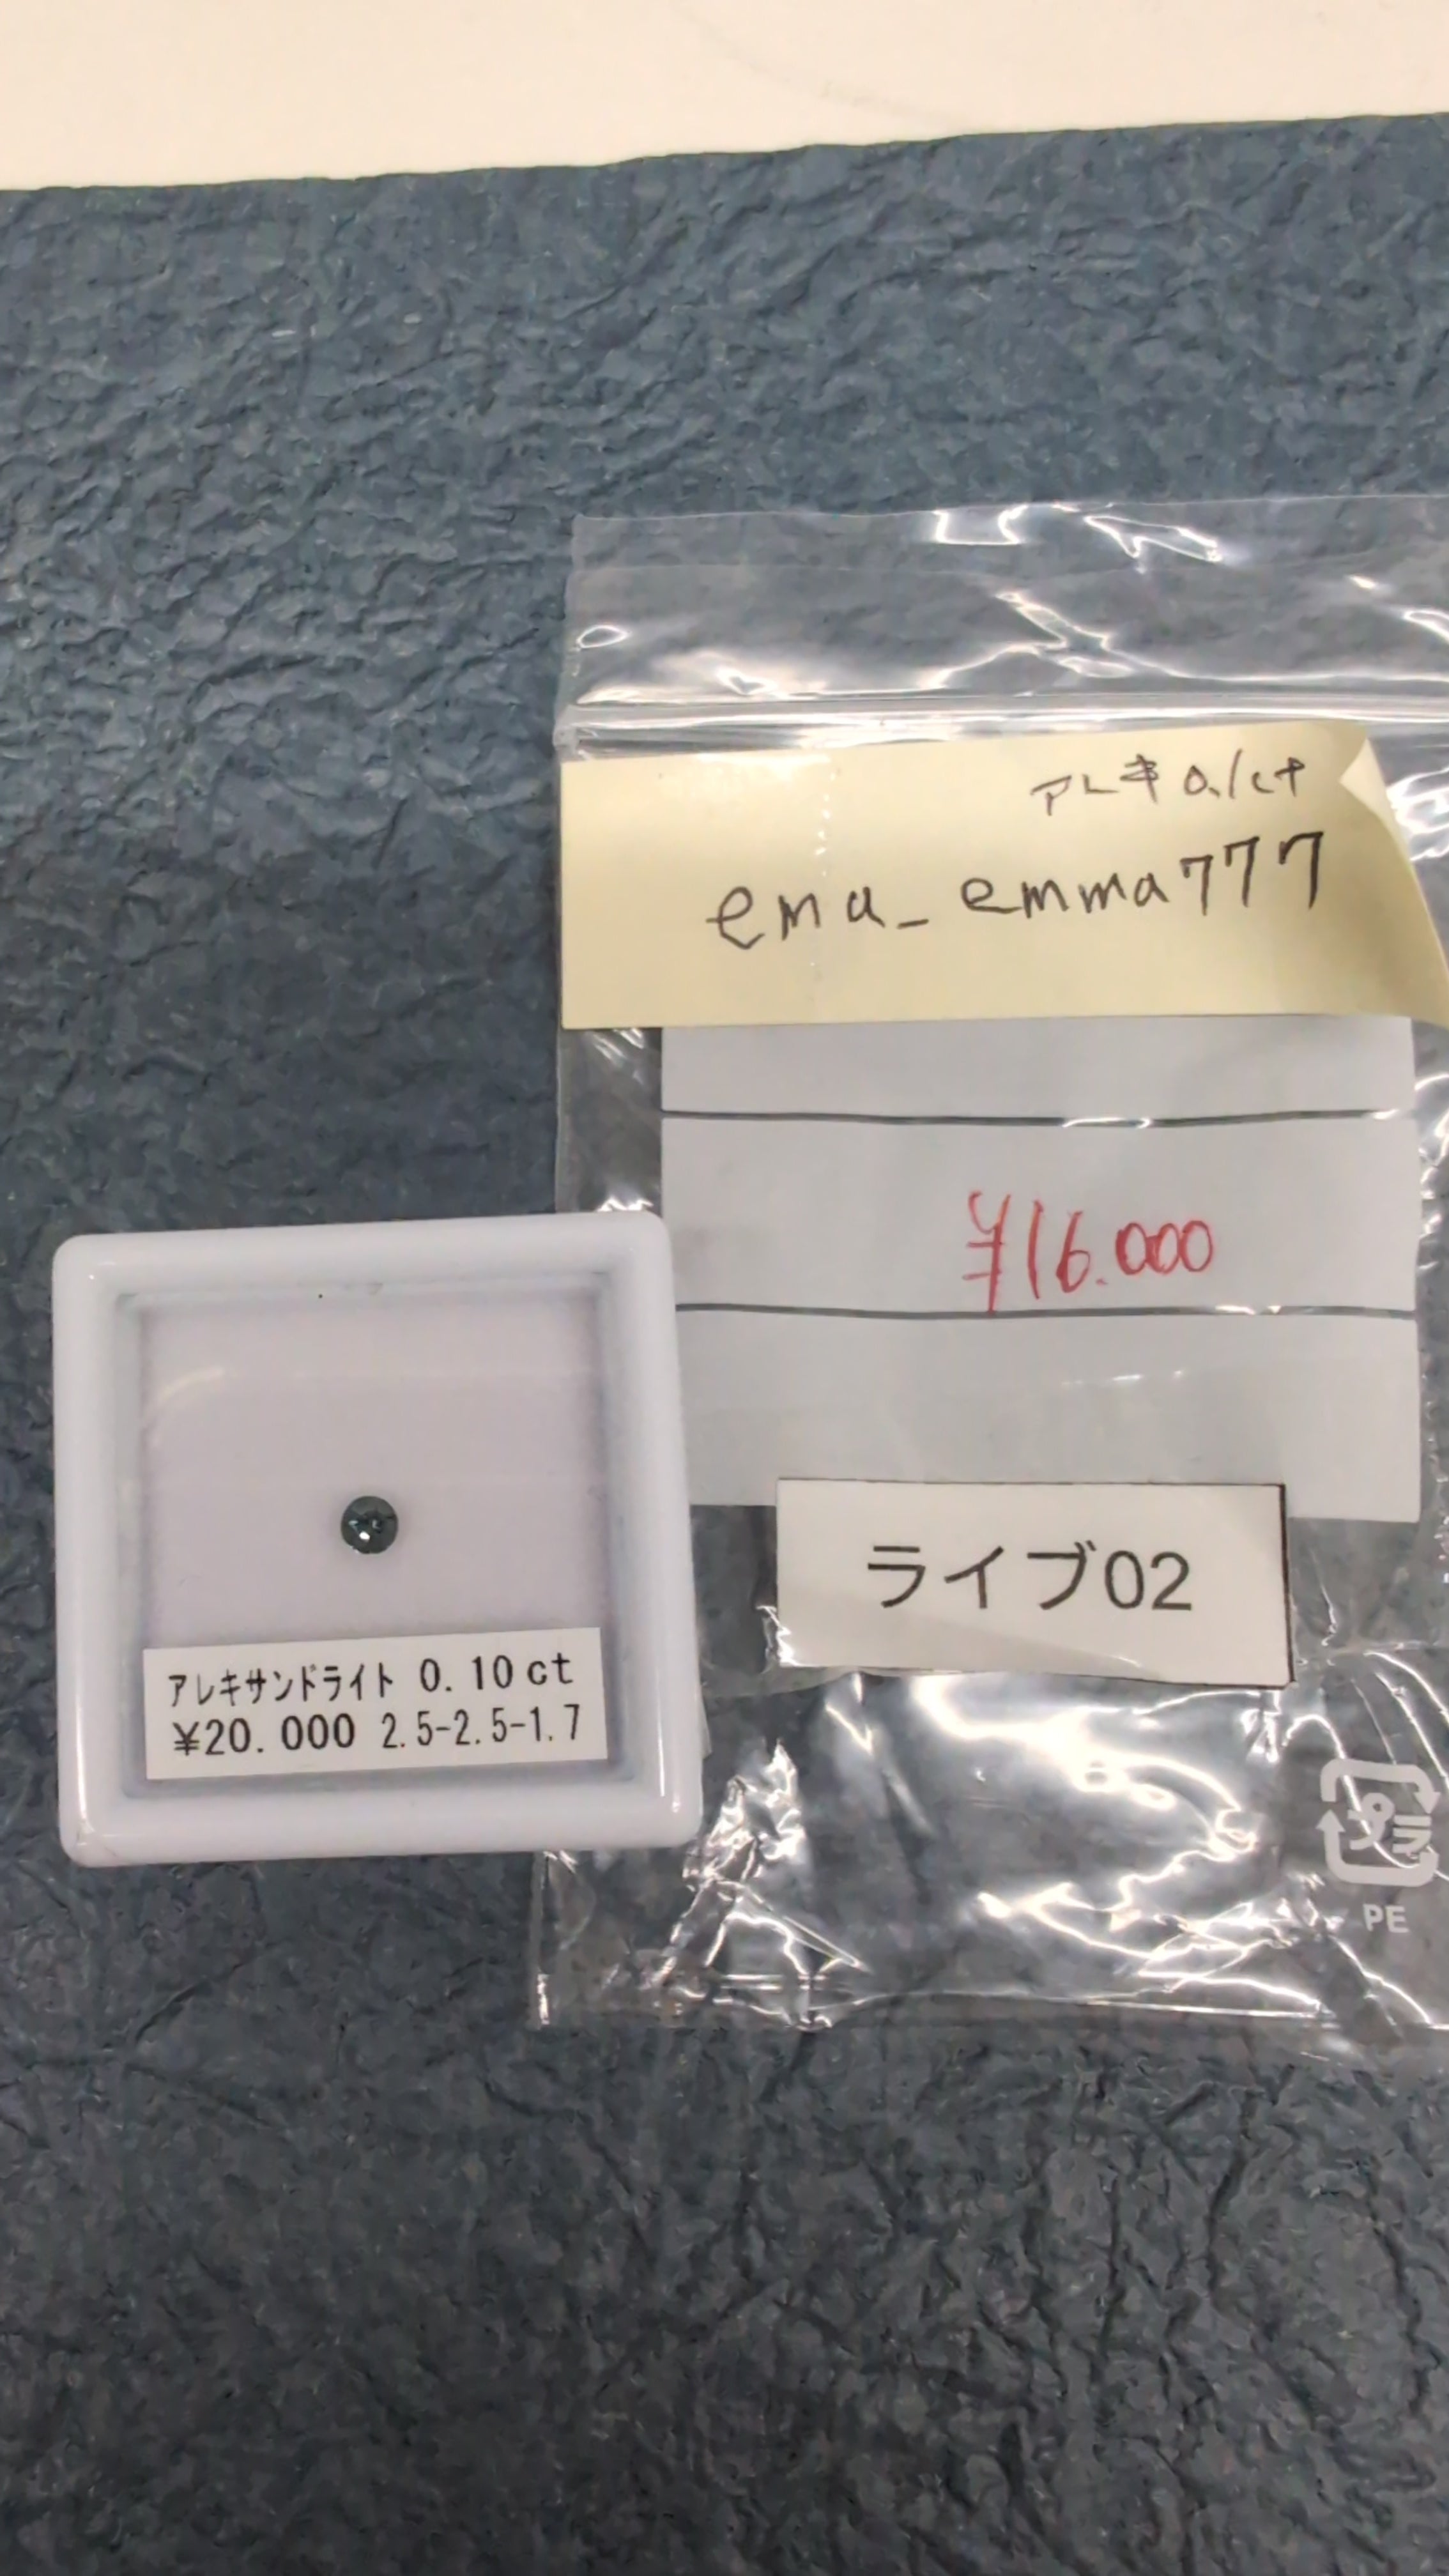 アレキ 0.1ct
ema_emma777
¥16.000
ライブ02
アレキサンドライト 0.10ct
¥20.000 2.5-2.5-1.7
プラ
PE